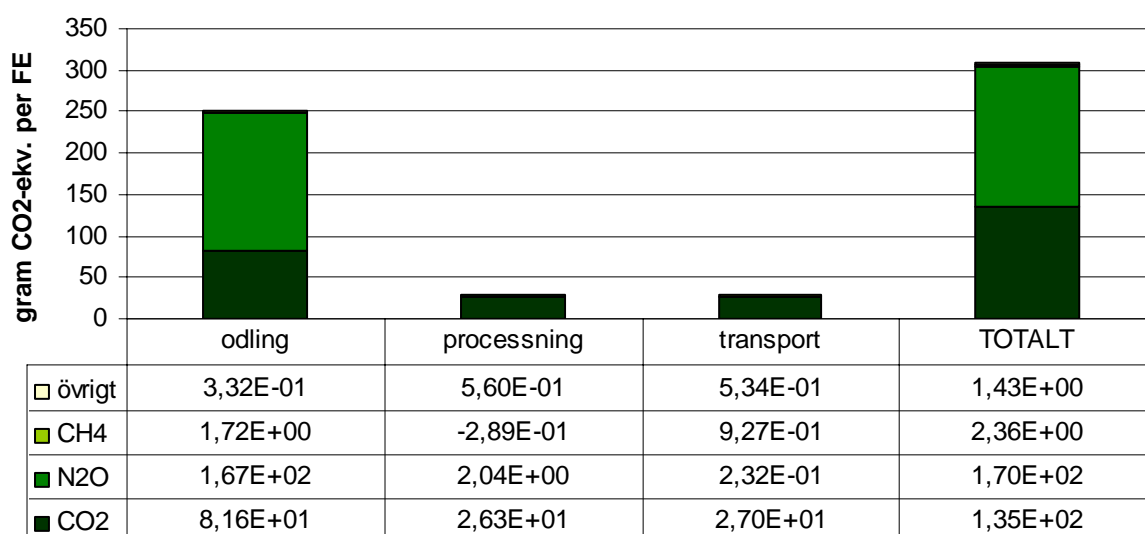 gram CO2-ekv. per FE
350
300
250
200
150
100
50
0
odling processning transport TOTALT
övrigt 3,32E-01 5,60E-01 5,34E-01 1,43E+00
CH4 1,72E+00 -2,89E-01 9,27E-01 2,36E+00
N2O 1,67E+02 2,04E+00 2,32E-01 1,70E+02
CO2 8,16E+01 2,63E+01 2,70E+01 1,35E+02